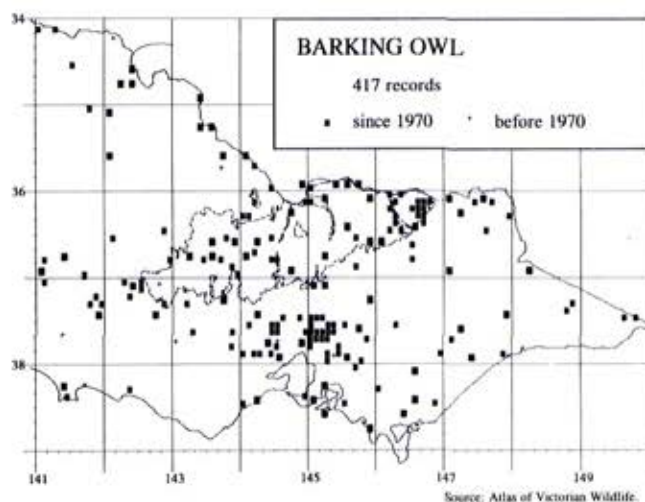 34
BARKING OWL
417 records
■ since 1970 + before 1970
36
38
141 143 145 147 149
Source: Atlas of Victorian Wildlife.